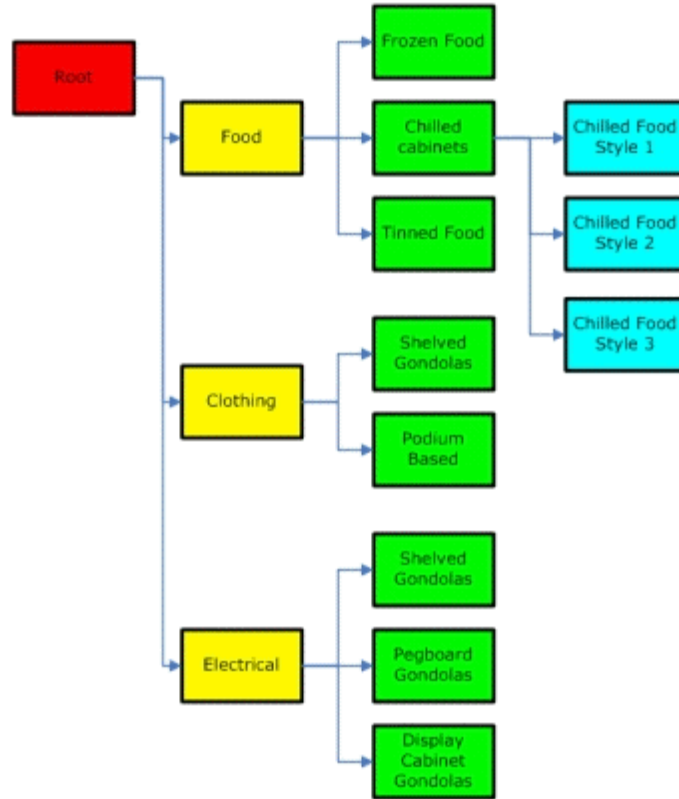 Root
Food
Frozen Food
Chilled
cabinets
Tinned Food
Chilled Food
Style 1
Chilled Food
Style 2
Chilled Food
Style 3
Clothing
Shelved
Gondolas
Podium
Based
Electrical
Shelved
Gondolas
Pegboard
Gondolas
Display
Cabinet
Gondolas